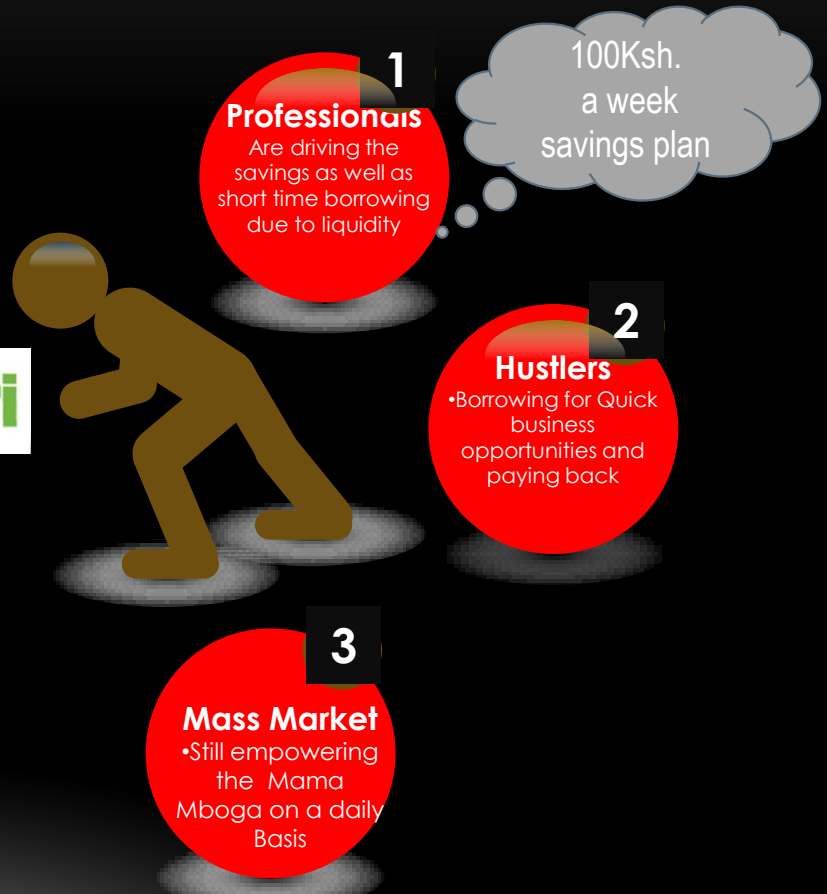 1
Professionals
Are driving the
savings as well as
short time borrowing
due to liquidity
100Ksh.
a week
savings plan
2
Hustlers
•Borrowing for Quick
business
opportunities and
paying back
3
Mass Market
•Still empowering
the Mama
Mboga on a daily
Basis